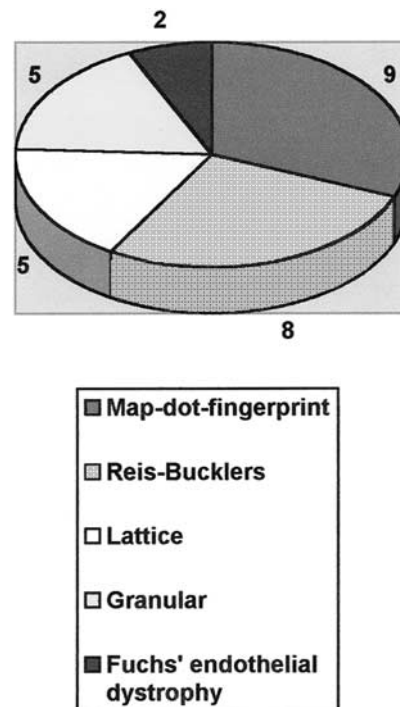 2
5
9
5
8
Map-dot-fingerprint
Reis-Bucklers
Lattice
Granular
Fuchs' endothelial
dystrophy